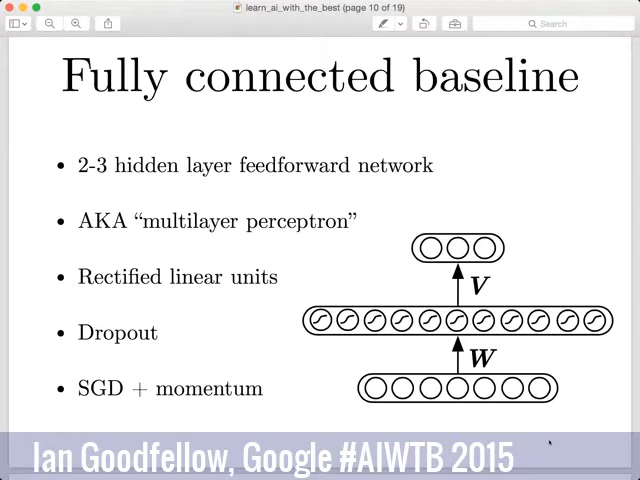 learn_ai_with_the_best (page 10 of 19)
Search
Fully connected baseline
• 2-3 hidden layer feedforward network
• AKA “multilayer perceptron”
• Rectified linear units
• Dropout
• SGD + momentum
V
W
Ian Goodfellow, Google #AIWTB 2015